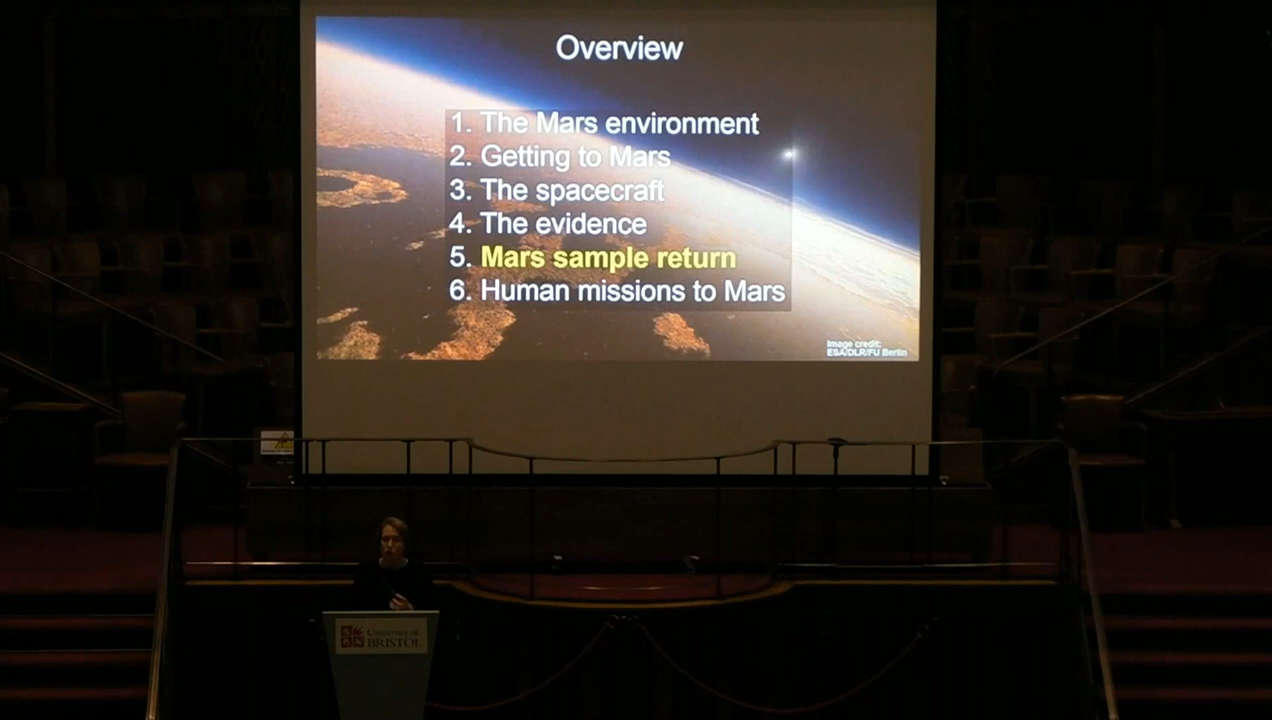 Overview
1. The Mars environment
2. Getting to Mars
3. The spacecraft
4. The evidence
5. Mars sample return
6. Human missions to Mars
Image credit:
ESA/DLR/FU Berlin
University of
BRISTOL